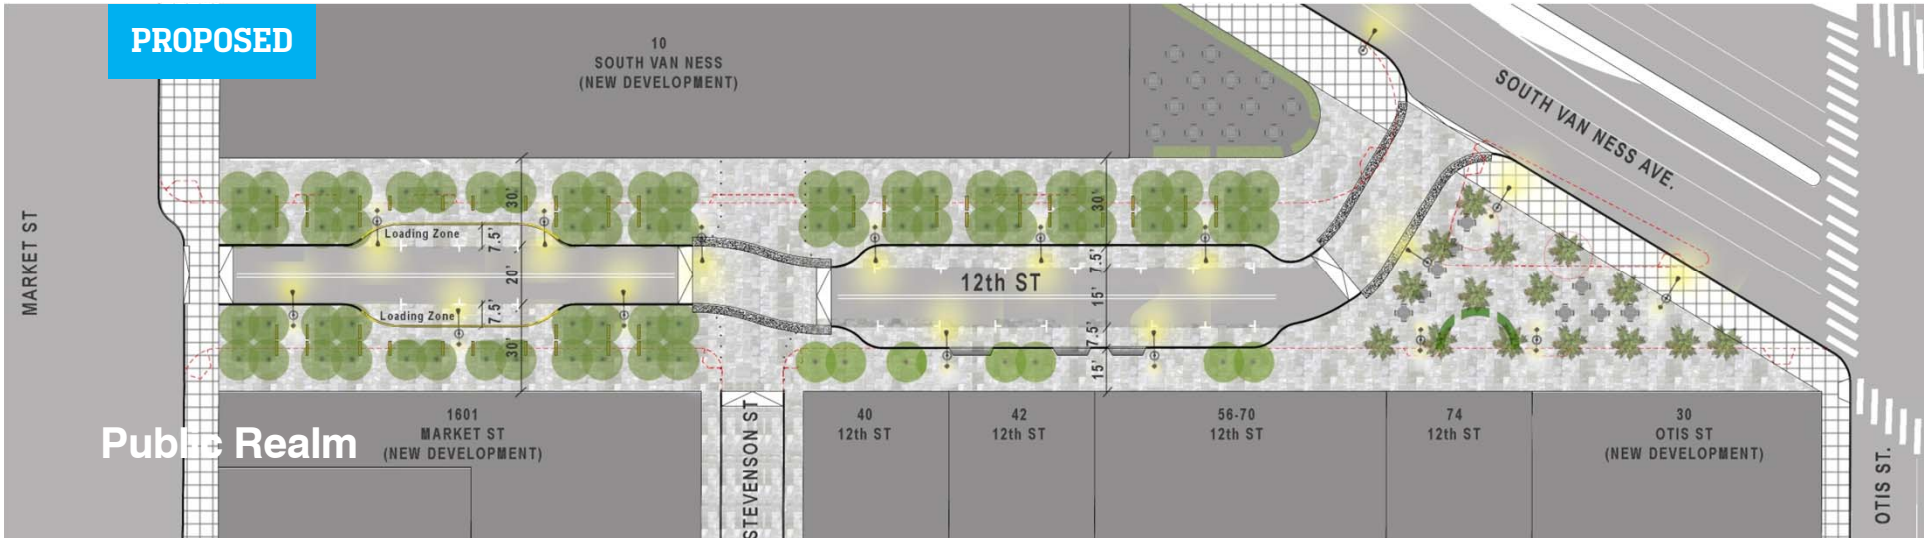 PROPOSED
10
SOUTH VAN NESS
(NEW DEVELOPMENT)
SOUTH VAN NESS AVE.
MARKET ST
30'
Loading Zone
7.5'
20'
Loading Zone
7.5'
30'
12th ST
30'
7.5'
15'
7.5'
15'
1601
MARKET ST
(NEW DEVELOPMENT)
Public Realm
STEVENSON ST
40
12th ST
42
12th ST
56-70
12th ST
74
12th ST
30
OTIS ST
(NEW DEVELOPMENT)
OTIS ST.